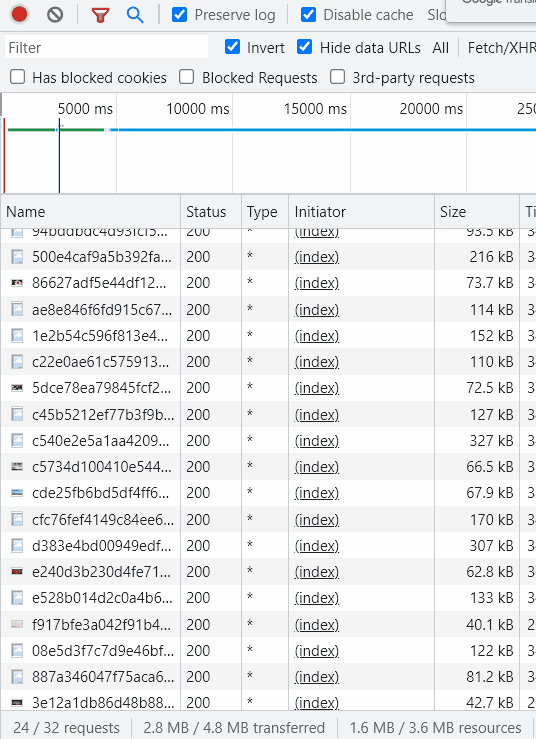 Preserve log Disable cache Slo
Filter Invert Hide data URLs All Fetch/XHR
Has blocked cookies Blocked Requests 3rd-party requests
5000 ms 10000 ms 15000 ms 20000 ms 250
Name Status Type Initiator Size Ti
94bddbdc4d93fcf5... 200 * (index) 93.5 kB 3
500e4caf9a5b392fa... 200 * (index) 216 kB 3
86627adf5e44df12... 200 * (index) 73.7 kB 3
ae8e846f6fd915c67... 200 * (index) 114 kB 3
1e2b54c596f813e4... 200 * (index) 152 kB 3
c22e0ae61c575913... 200 * (index) 110 kB 3
5dce78ea79845fcf2... 200 * (index) 72.5 kB 3
c45b5212ef77b3f9b... 200 * (index) 127 kB 3
c540e2e5a1aa4209... 200 * (index) 327 kB 3
c5734d100410e544... 200 * (index) 66.5 kB 3
cde25fb6bd5df4ff6... 200 * (index) 67.9 kB 3
cfc76fef4149c84ee6... 200 * (index) 170 kB 3
d383e4bd00949edf... 200 * (index) 307 kB 3
e240d3b230d4fe71... 200 * (index) 62.8 kB 3
e528b014d2c0a4b6... 200 * (index) 133 kB 3
f917bfe3a042f91b4... 200 * (index) 40.1 kB 2
08e5d3f7c7d9e46bf... 200 * (index) 122 kB 3
887a346047f75aca6... 200 * (index) 81.2 kB 3
3e12a1db86d48b88... 200 * (index) 42.7 kB 2
24 / 32 requests 2.8 MB / 4.8 MB transferred 1.6 MB / 3.6 MB resources